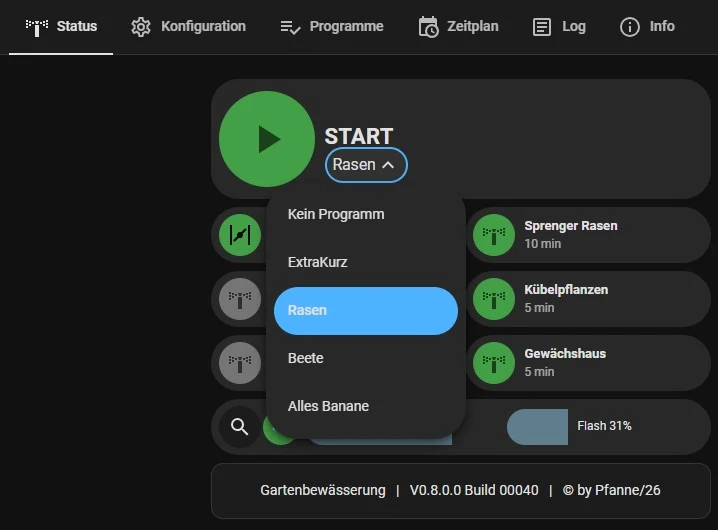 Status
Konfiguration
Programme
Zeitplan
Log
Info
START
Rasen
Kein Programm
ExtraKurz
Rasen
Beete
Alles Banane
Sprenger Rasen
10 min
Kübelpflanzen
5 min
Gewächshaus
5 min
Flash 31%
Gartenbewässerung | V0.8.0.0 Build 00040 | © by Pfanne/26